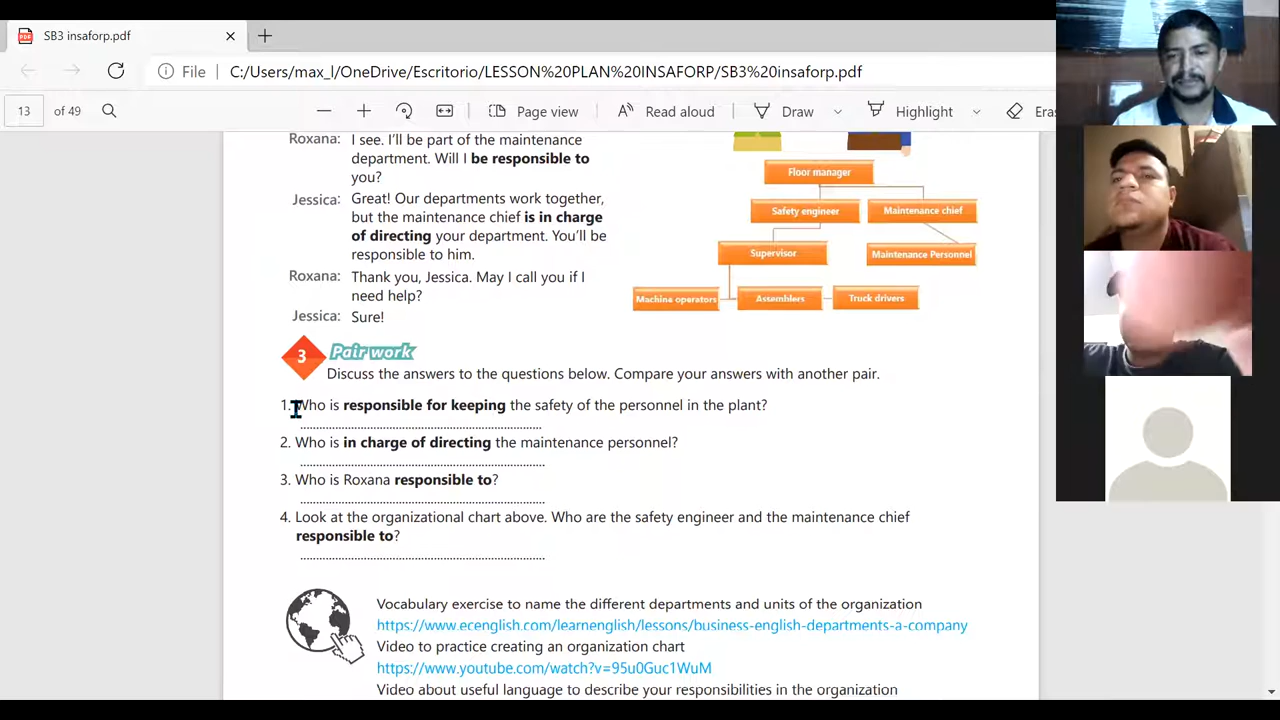 SB3 insaforp.pdf
File
C:/Users/max_l/OneDrive/Escritorio/LESSON%20PLAN%20INSAFORP/SB3%20insaforp.pdf
13 of 49
Page view
Read aloud
Draw
Highlight
Eras
Roxana: I see. I'll be part of the maintenance
department. Will I be responsible to
you?
Jessica: Great! Our departments work together,
but the maintenance chief is in charge
of directing your department. You'll be
responsible to him.
Roxana: Thank you, Jessica. May I call you if I
need help?
Jessica: Sure!
Floor manager
Safety engineer
Maintenance chief
Supervisor
Maintenance Personnel
Machine operators
Assemblers
Truck drivers
3 Pair work
Discuss the answers to the questions below. Compare your answers with another pair.
1. Who is responsible for keeping the safety of the personnel in the plant?
2. Who is in charge of directing the maintenance personnel?
3. Who is Roxana responsible to?
4. Look at the organizational chart above. Who are the safety engineer and the maintenance chief
responsible to?
Vocabulary exercise to name the different departments and units of the organization
https://www.ecenglish.com/learnenglish/lessons/business-english-departments-a-company
Video to practice creating an organization chart
https://www.youtube.com/watch?v=95u0Guc1WuM
Video about useful language to describe your responsibilities in the organization